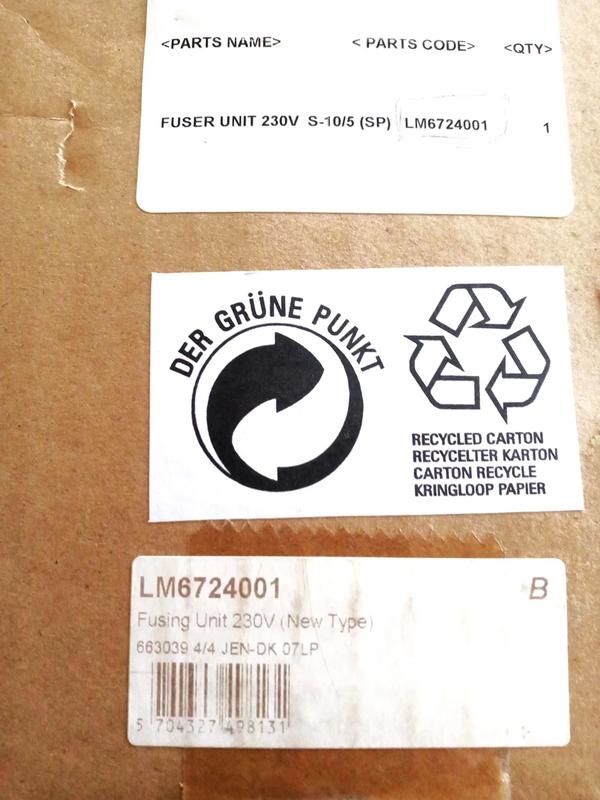 <PARTS NAME> < PARTS CODE> <QTY>
FUSER UNIT 230V S-10/5 (SP) LM6724001 1
DER GRÜNE PUNKT
RECYCLED CARTON
RECYCELTER KARTON
CARTON RECYCLE
KRINGLOOP PAPIER
LM6724001 B
Fusing Unit 230V (New Type)
663039 4/4 JEN-DK 07LP
5 704327 498131